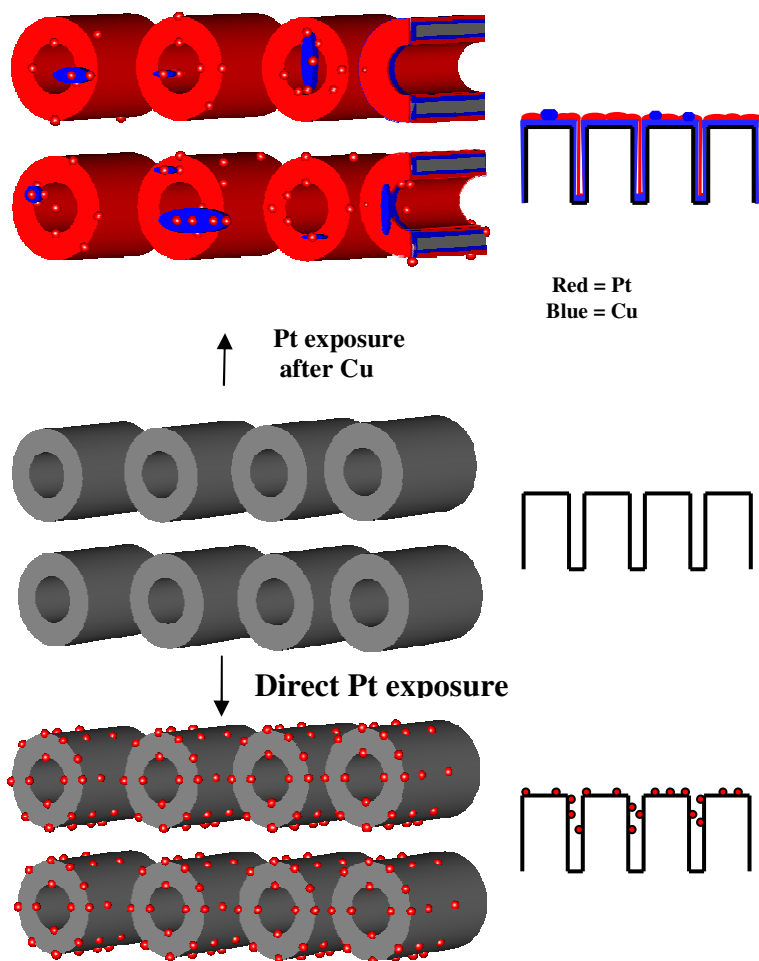 Red = Pt
Blue = Cu
Pt exposure
after Cu
Direct Pt exposure